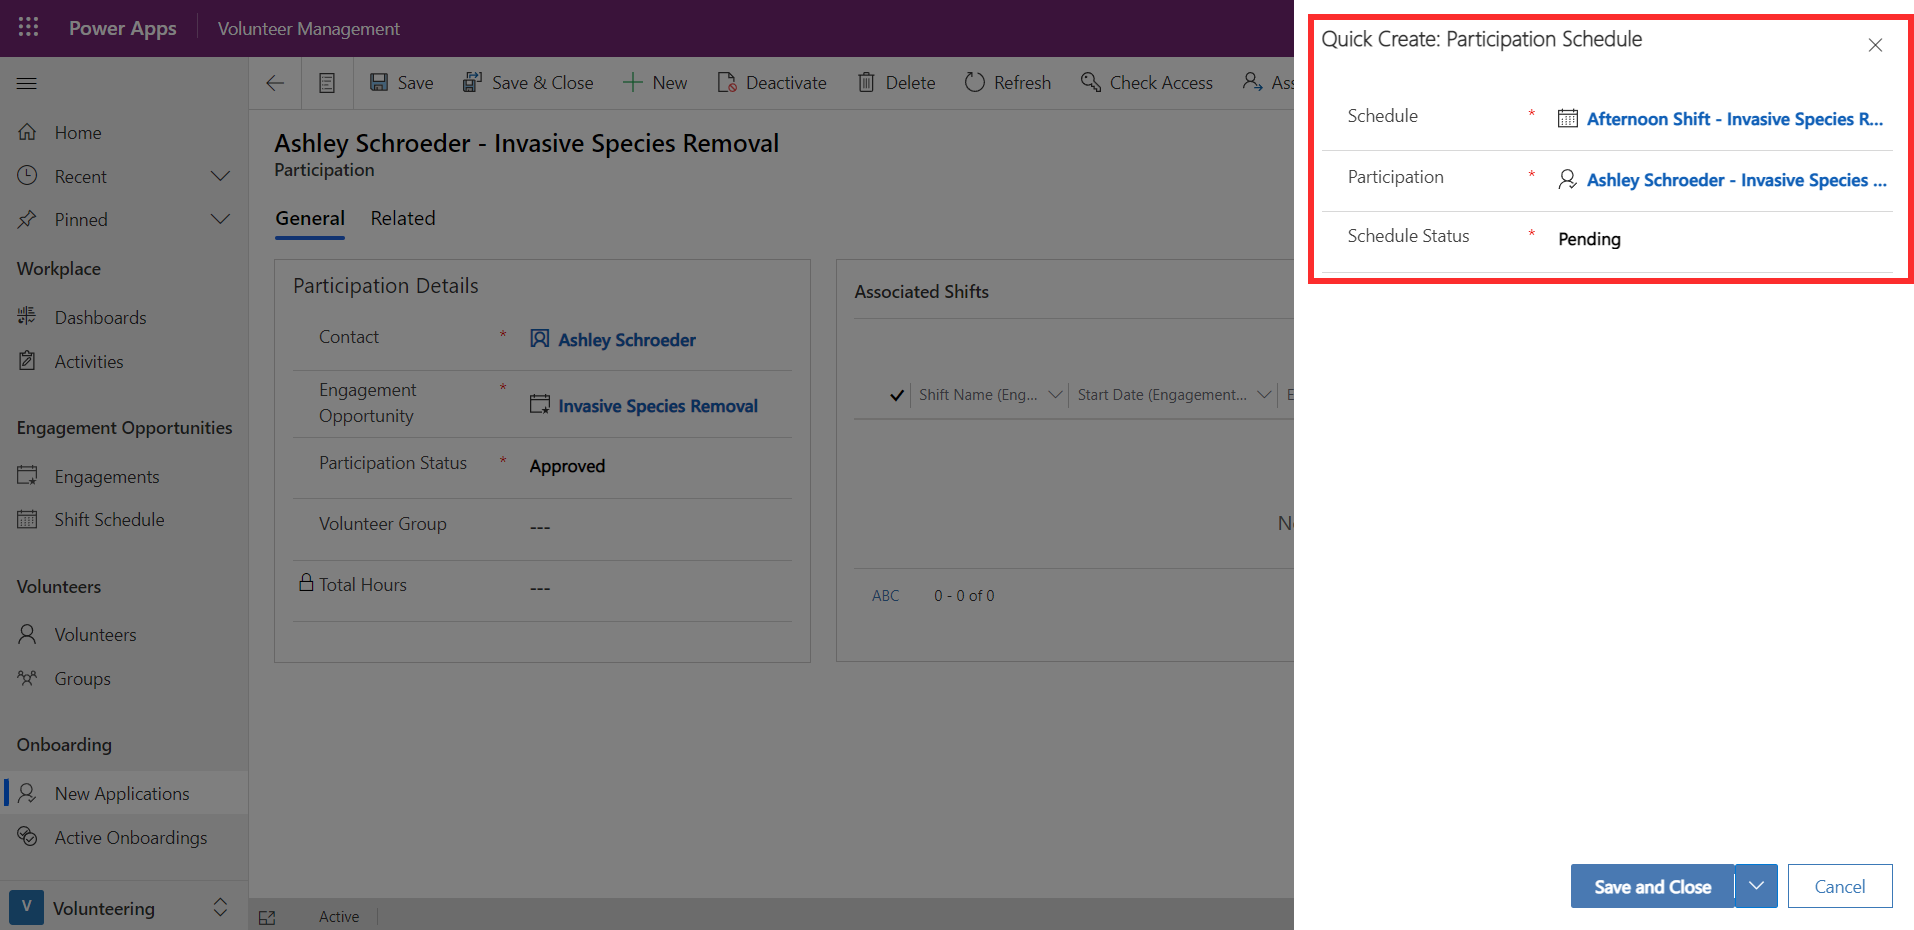 Power Apps
Volunteer Management
Save
Save & Close
New
Deactivate
Delete
Refresh
Check Access
Ass
Home
Recent
Pinned
Workplace
Dashboards
Activities
Engagement Opportunities
Engagements
Shift Schedule
Volunteers
Volunteers
Groups
Onboarding
New Applications
Active Onboardings
V
Volunteering
Ashley Schroeder - Invasive Species Removal
Participation
General
Related
Participation Details
Contact
*
Ashley Schroeder
Engagement
Opportunity
*
Invasive Species Removal
Participation Status
*
Approved
Volunteer Group
---
Total Hours
---
Associated Shifts
Shift Name (Eng...
Start Date (Engagement...
E
No
ABC
0 - 0 of 0
Active
Quick Create: Participation Schedule
Schedule
*
Afternoon Shift - Invasive Species R...
Participation
*
Ashley Schroeder - Invasive Species ...
Schedule Status
*
Pending
Save and Close
Cancel